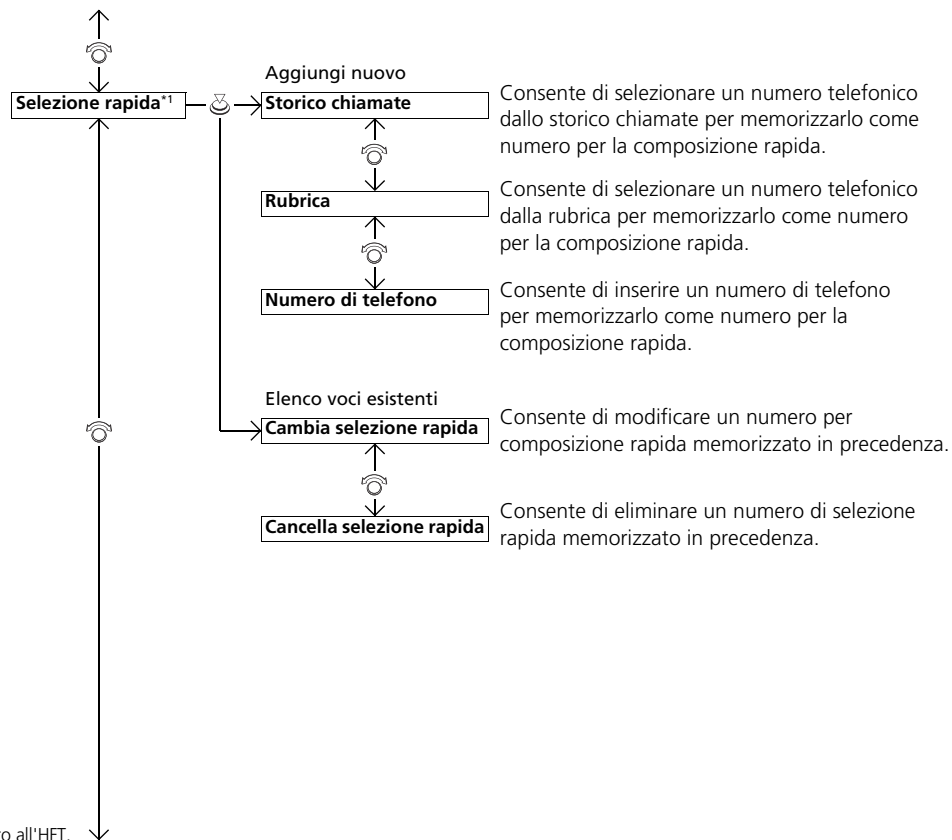 Aggiungi nuovo
Selezione rapida*1
Storico chiamate
Consente di selezionare un numero telefonico
dallo storico chiamate per memorizzarlo come
numero per la composizione rapida.
Rubrica
Consente di selezionare un numero telefonico
dalla rubrica per memorizzarlo come numero
per la composizione rapida.
Numero di telefono
Consente di inserire un numero di telefono
per memorizzarlo come numero per la
composizione rapida.
Elenco voci esistenti
Cambia selezione rapida
Consente di modificare un numero per
composizione rapida memorizzato in precedenza.
Cancella selezione rapida
Consente di eliminare un numero di selezione
rapida memorizzato in precedenza.
all'HFT.